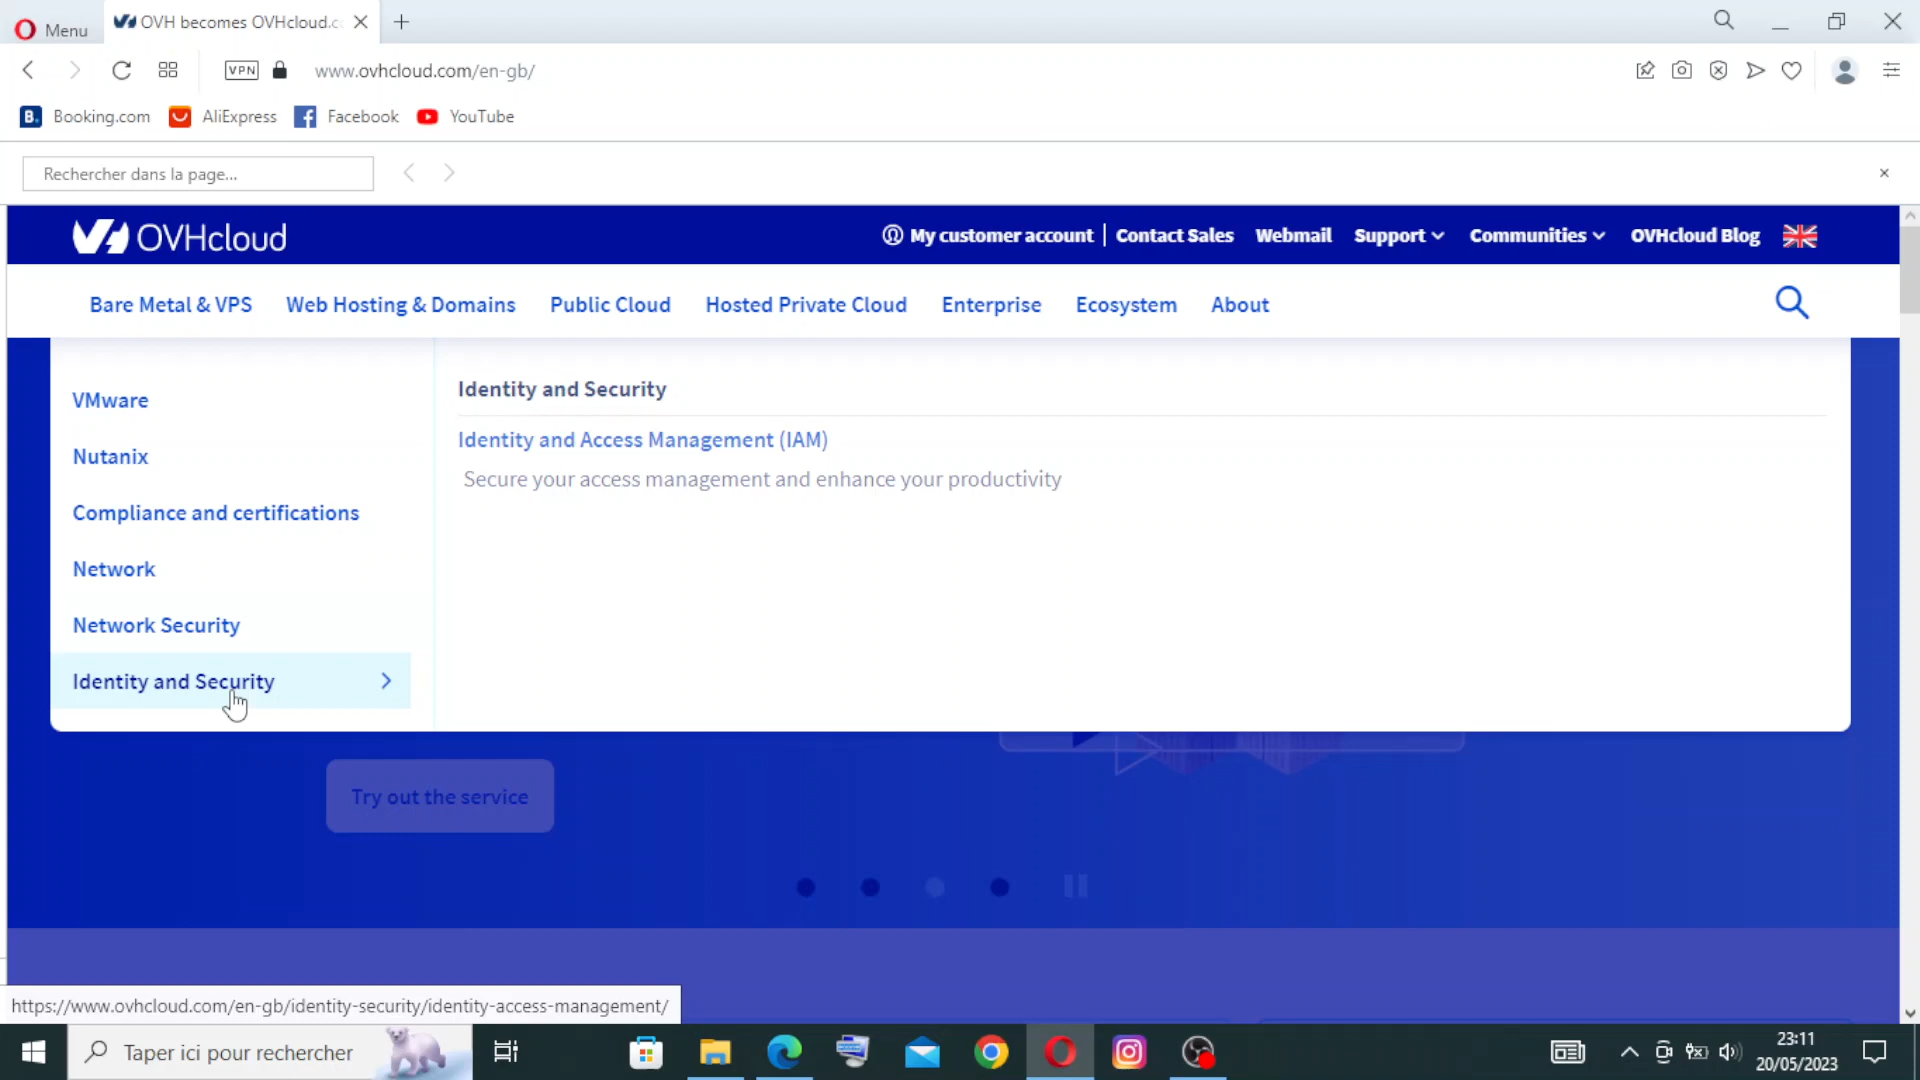 Menu
OVH becomes OVHcloud.c
VPN
www.ovhcloud.com/en-gb/
B. Booking.com AliExpress Facebook YouTube
Rechercher dans la page...
OVHcloud
My customer account
Contact Sales
Webmail
Support
Communities
OVHcloud Blog
Bare Metal & VPS
Web Hosting & Domains
Public Cloud
Hosted Private Cloud
Enterprise
Ecosystem
About
VMware
Nutanix
Compliance and certifications
Network
Network Security
Identity and Security
Identity and Security
Identity and Access Management (IAM)
Secure your access management and enhance your productivity
Try out the service
https://www.ovhcloud.com/en-gb/identity-security/identity-access-management/
Taper ici pour rechercher
23:11
20/05/2023